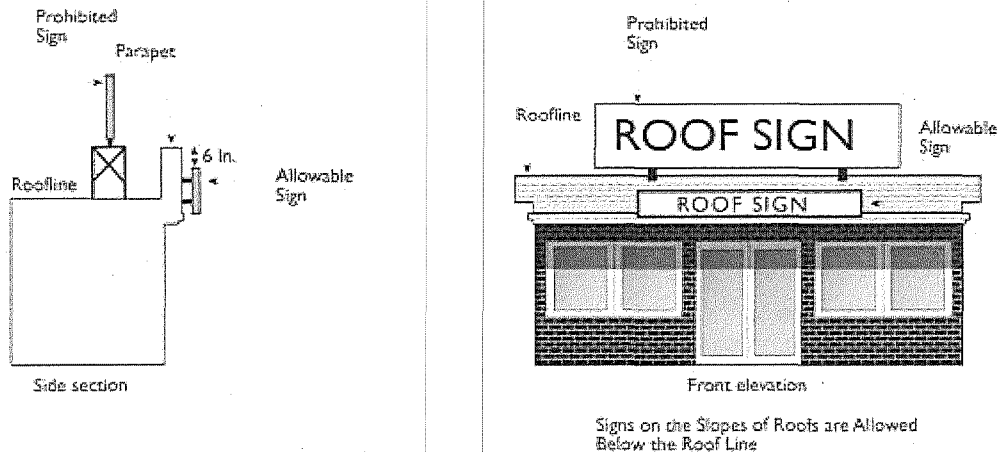 Prohibited
Sign
Parapet
6 In.
Roofline
Allowable
Sign
Side section
Prohibited
Sign
Roofline
ROOF SIGN
Allowable
Sign
ROOF SIGN
Front elevation
Signs on the Slopes of Roofs are Allowed
Below the Roof Line